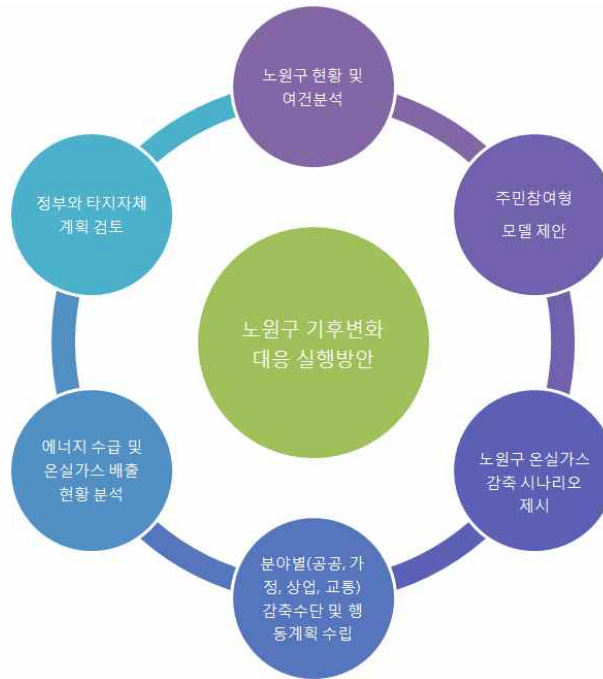 노원구 현황 및
여건분석
주민참여형
모델 제안
노원구 온실가스
감축 시나리오
제시
분야별(공공, 가
정, 상업, 교통)
감축수단 및 행
동계획 수립
에너지 수급 및
온실가스 배출
현황 분석
정부와 타지자체
계획 검토
노원구 기후변화
대응 실행방안